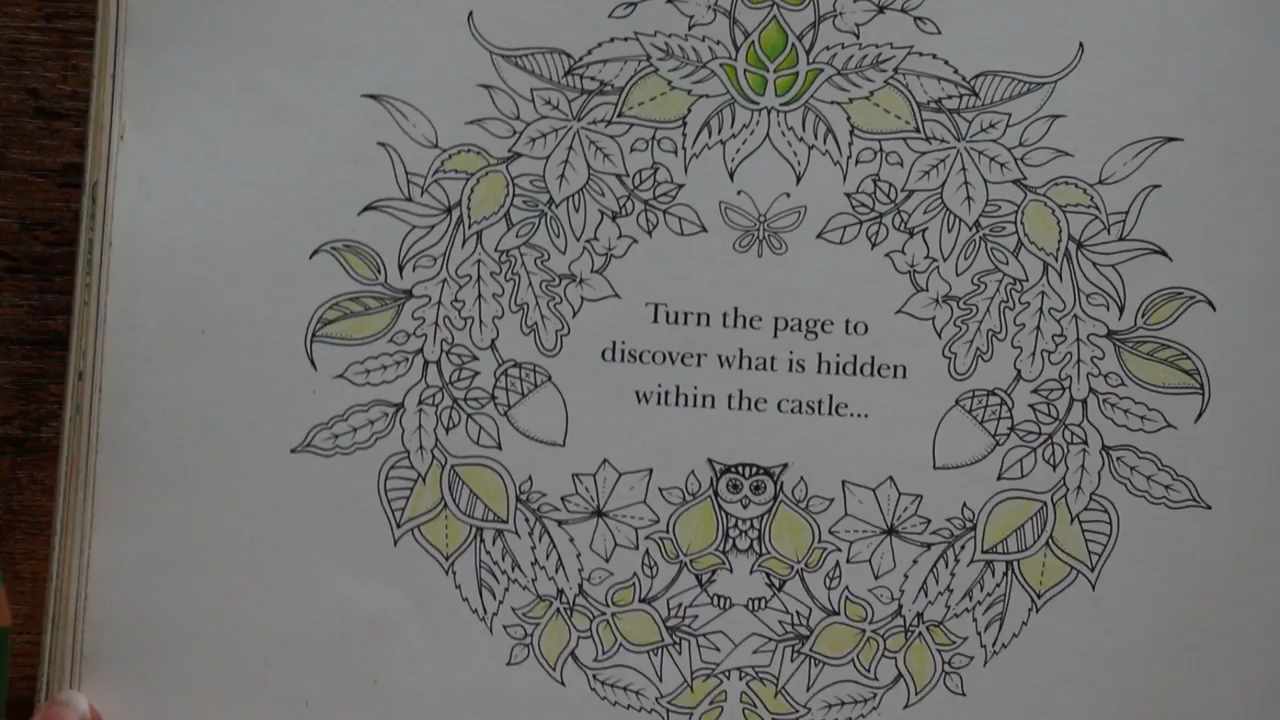 Turn the page to
discover what is hidden
within the castle...